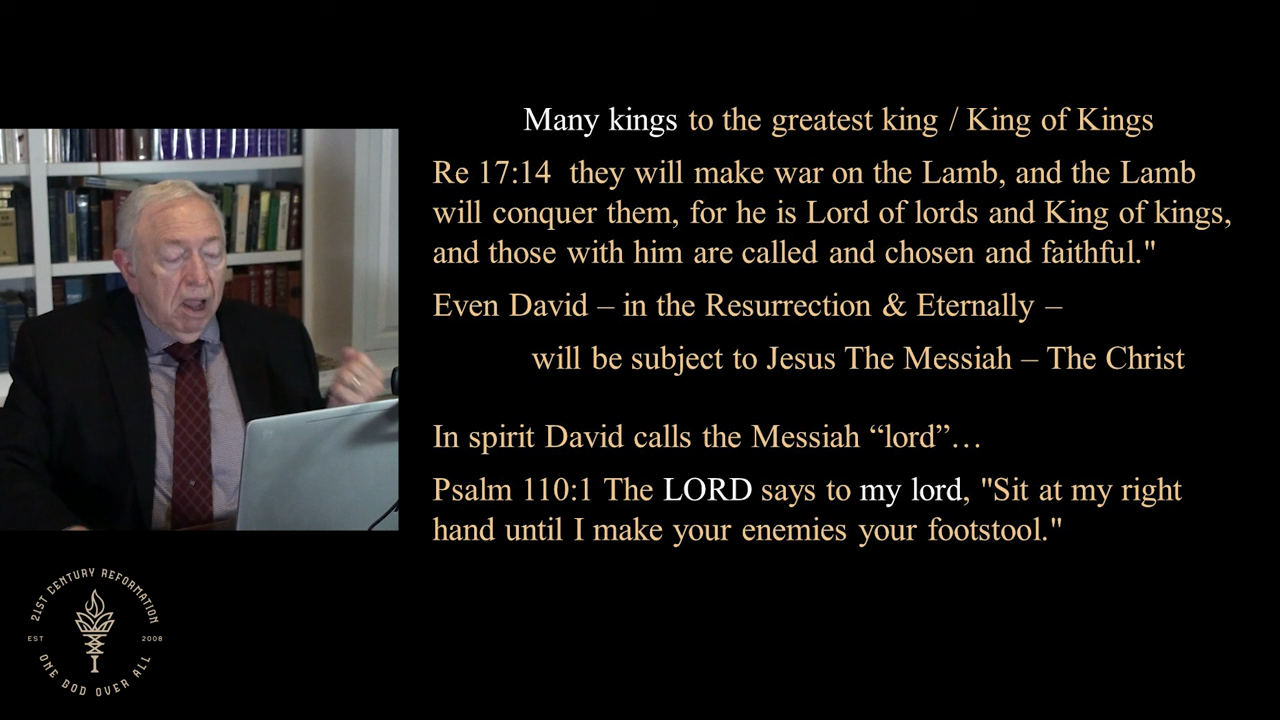 Many kings to the greatest king / King of Kings
Re 17:14  they will make war on the Lamb, and the Lamb
will conquer them, for he is Lord of lords and King of kings,
and those with him are called and chosen and faithful."
Even David – in the Resurrection & Eternally –
will be subject to Jesus The Messiah – The Christ
In spirit David calls the Messiah “lord”…
Psalm 110:1 The LORD says to my lord, "Sit at my right
hand until I make your enemies your footstool."
21ST CENTURY REFORMATION
EST 2008
ONE GOD OVER ALL